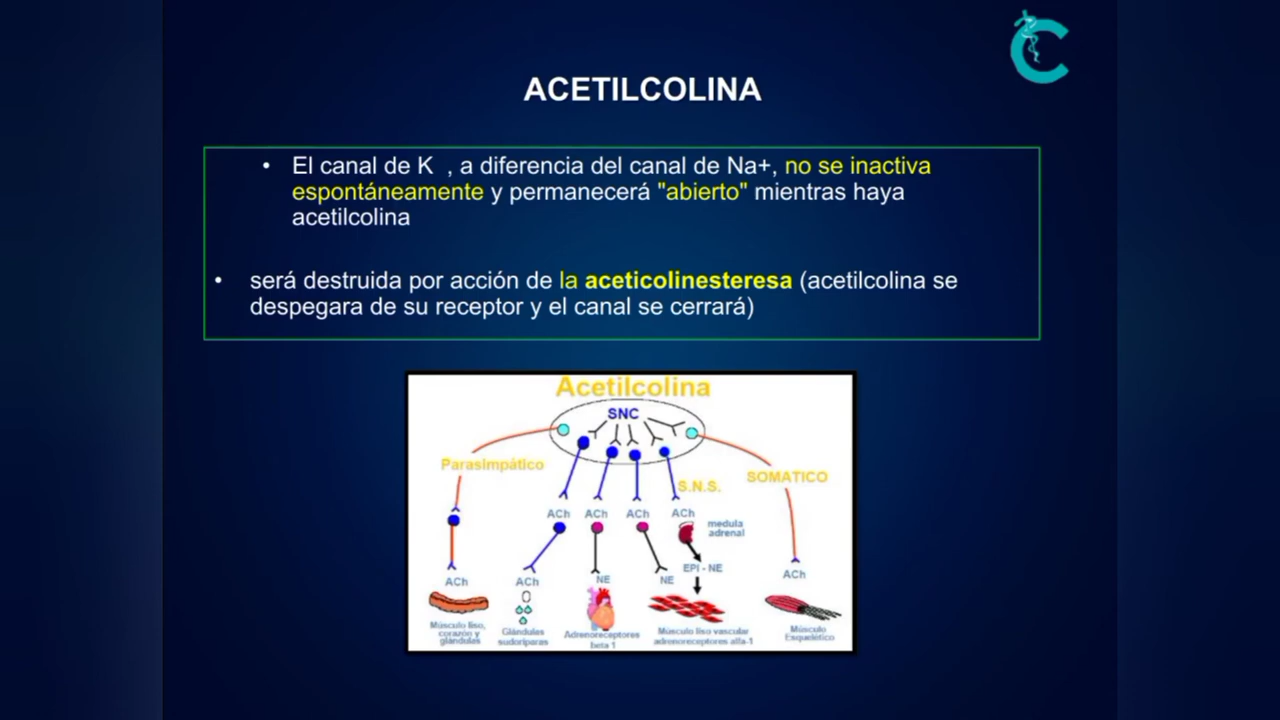 ACETILCOLINA
• El canal de K , a diferencia del canal de Na+, no se inactiva
espontáneamente y permanecerá "abierto" mientras haya
acetilcolina
• será destruida por acción de la aceticolinesteresa (acetilcolina se
despegara de su receptor y el canal se cerrará)
Acetilcolina
SNC
Parasimpático
SOMATICO
S.N.S.
ACh ACh ACh ACh
medula
adrenal
EPI - NE
ACh ACh NE NE ACh
Músculo liso,
corazón y
glándulas
Glándulas
sudoríparas
Adrenoreceptores
beta 1
Músculo liso vascular
adrenoreceptores alfa-1
Músculo
Esquelético